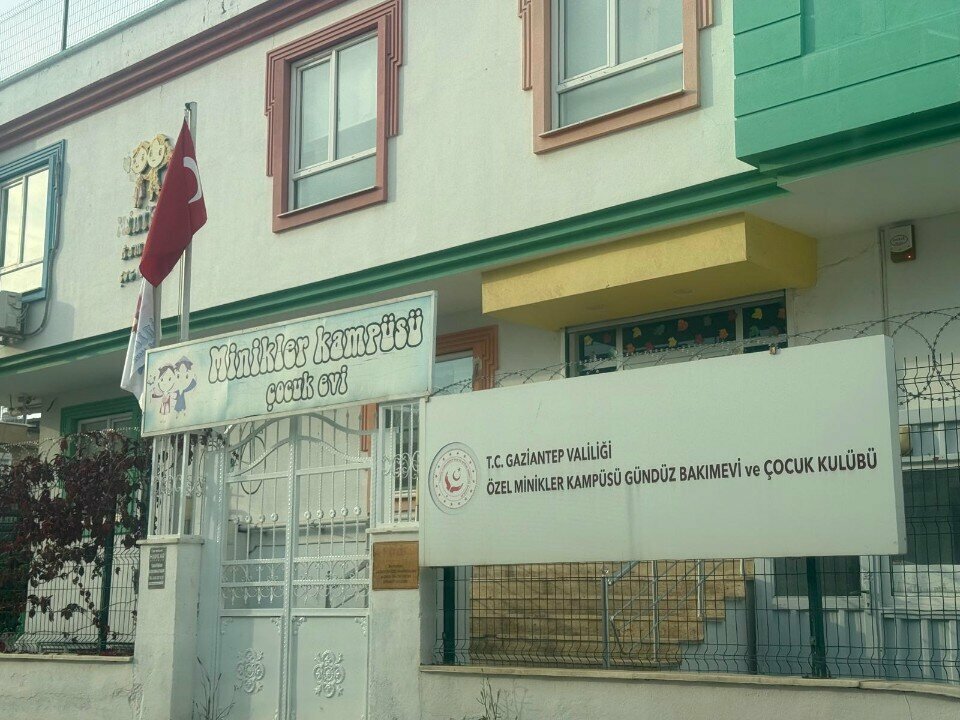 Minikler Kampüsü
çocuk evi
T.C. GAZİANTEP VALİLİĞİ
ÖZEL MİNİKLER KAMPÜSÜ GÜNDÜZ BAKIMEVİ ve ÇOCUK KULÜBÜ